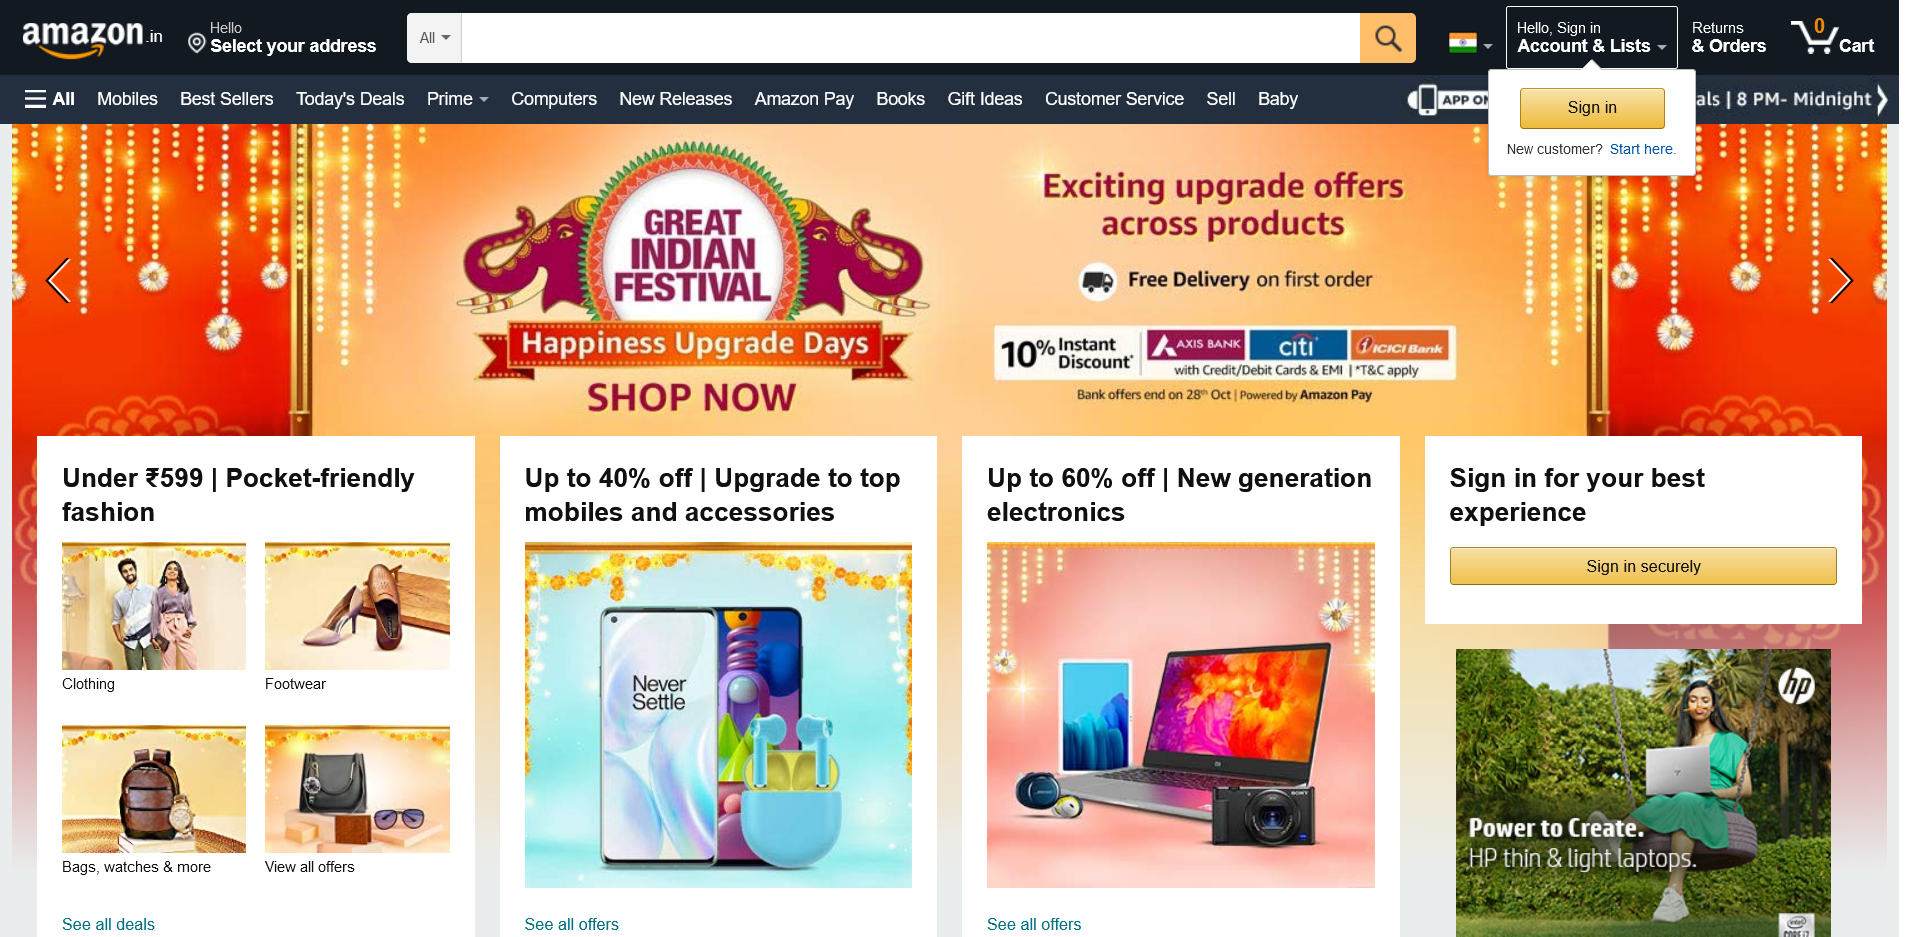 amazon.in
Hello
Select your address
All
Hello, Sign in
Account & Lists
Returns
& Orders
0
Cart
All
Mobiles
Best Sellers
Today's Deals
Prime
Computers
New Releases
Amazon Pay
Books
Gift Ideas
Customer Service
Sell
Baby
APP
als | 8 PM- Midnight
Sign in
New customer? Start here.
GREAT
INDIAN
FESTIVAL
Happiness Upgrade Days
SHOP NOW
Exciting upgrade offers
across products
Free Delivery on first order
10% Instant Discount*
AXIS BANK
citi
ICICI Bank
with Credit/Debit Cards & EMI | *T&C apply
Bank offers end on 28th Oct | Powered by Amazon Pay
Under ₹599 | Pocket-friendly
fashion
Clothing
Footwear
Bags, watches & more
View all offers
See all deals
Up to 40% off | Upgrade to top
mobiles and accessories
Never
Settle
See all offers
Up to 60% off | New generation
electronics
SONY
See all offers
Sign in for your best
experience
Sign in securely
hp
Power to Create.
HP thin & light laptops.
intel
CORE i7